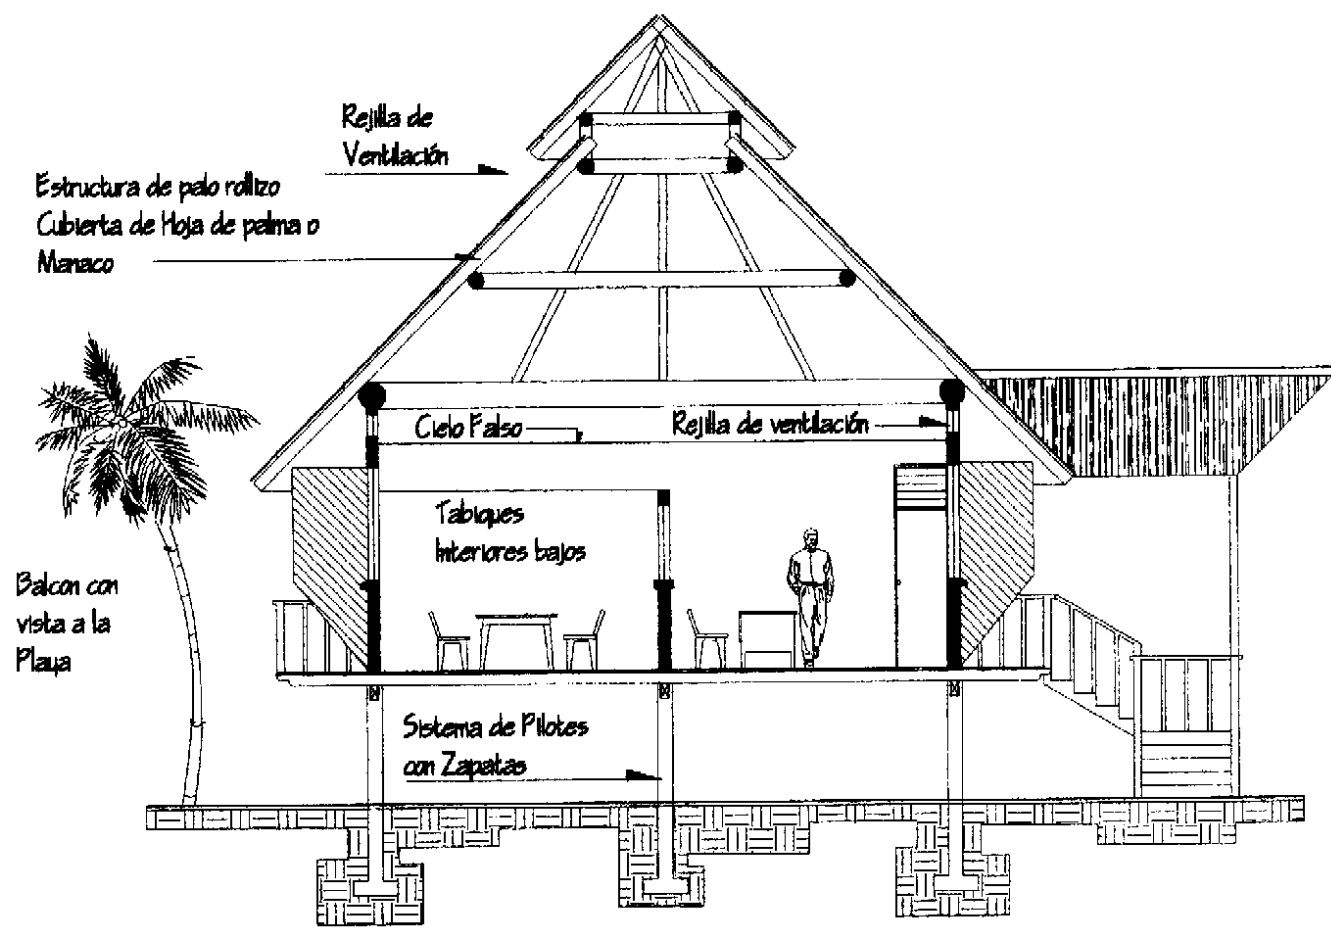 Rejilla de
Ventilación
Estructura de palo rollizo
Cubierta de Hoja de palma o
Manaco
Cielo Falso
Rejilla de ventilación
Tabiques
Interiores bajos
Balcon con
vista a la
Playa
Sistema de Pilotes
con Zapatas